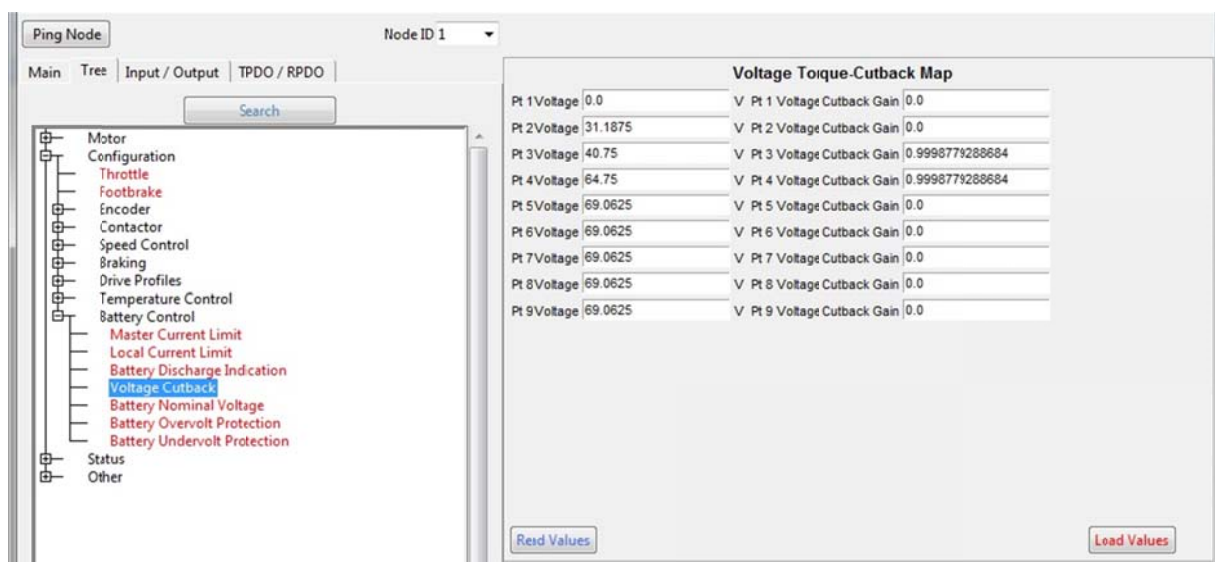 Ping Node
Node ID 1
Main Tree Input / Output TPDO / RPDO
Search
Motor
Configuration
Throttle
Footbrake
Encoder
Contactor
Speed Control
Braking
Drive Profiles
Temperature Control
Battery Control
Master Current Limit
Local Current Limit
Battery Discharge Indication
Voltage Cutback
Battery Nominal Voltage
Battery Overvolt Protection
Battery Undervolt Protection
Status
Other
Voltage Torque-Cutback Map
Pt 1 Voltage 0.0 V Pt 1 Voltage Cutback Gain 0.0
Pt 2 Voltage 31.1875 V Pt 2 Voltage Cutback Gain 0.0
Pt 3 Voltage 40.75 V Pt 3 Voltage Cutback Gain 0.9998779288684
Pt 4 Voltage 64.75 V Pt 4 Voltage Cutback Gain 0.9998779288684
Pt 5 Voltage 69.0625 V Pt 5 Voltage Cutback Gain 0.0
Pt 6 Voltage 69.0625 V Pt 6 Voltage Cutback Gain 0.0
Pt 7 Voltage 69.0625 V Pt 7 Voltage Cutback Gain 0.0
Pt 8 Voltage 69.0625 V Pt 8 Voltage Cutback Gain 0.0
Pt 9 Voltage 69.0625 V Pt 9 Voltage Cutback Gain 0.0
Read Values
Load Values